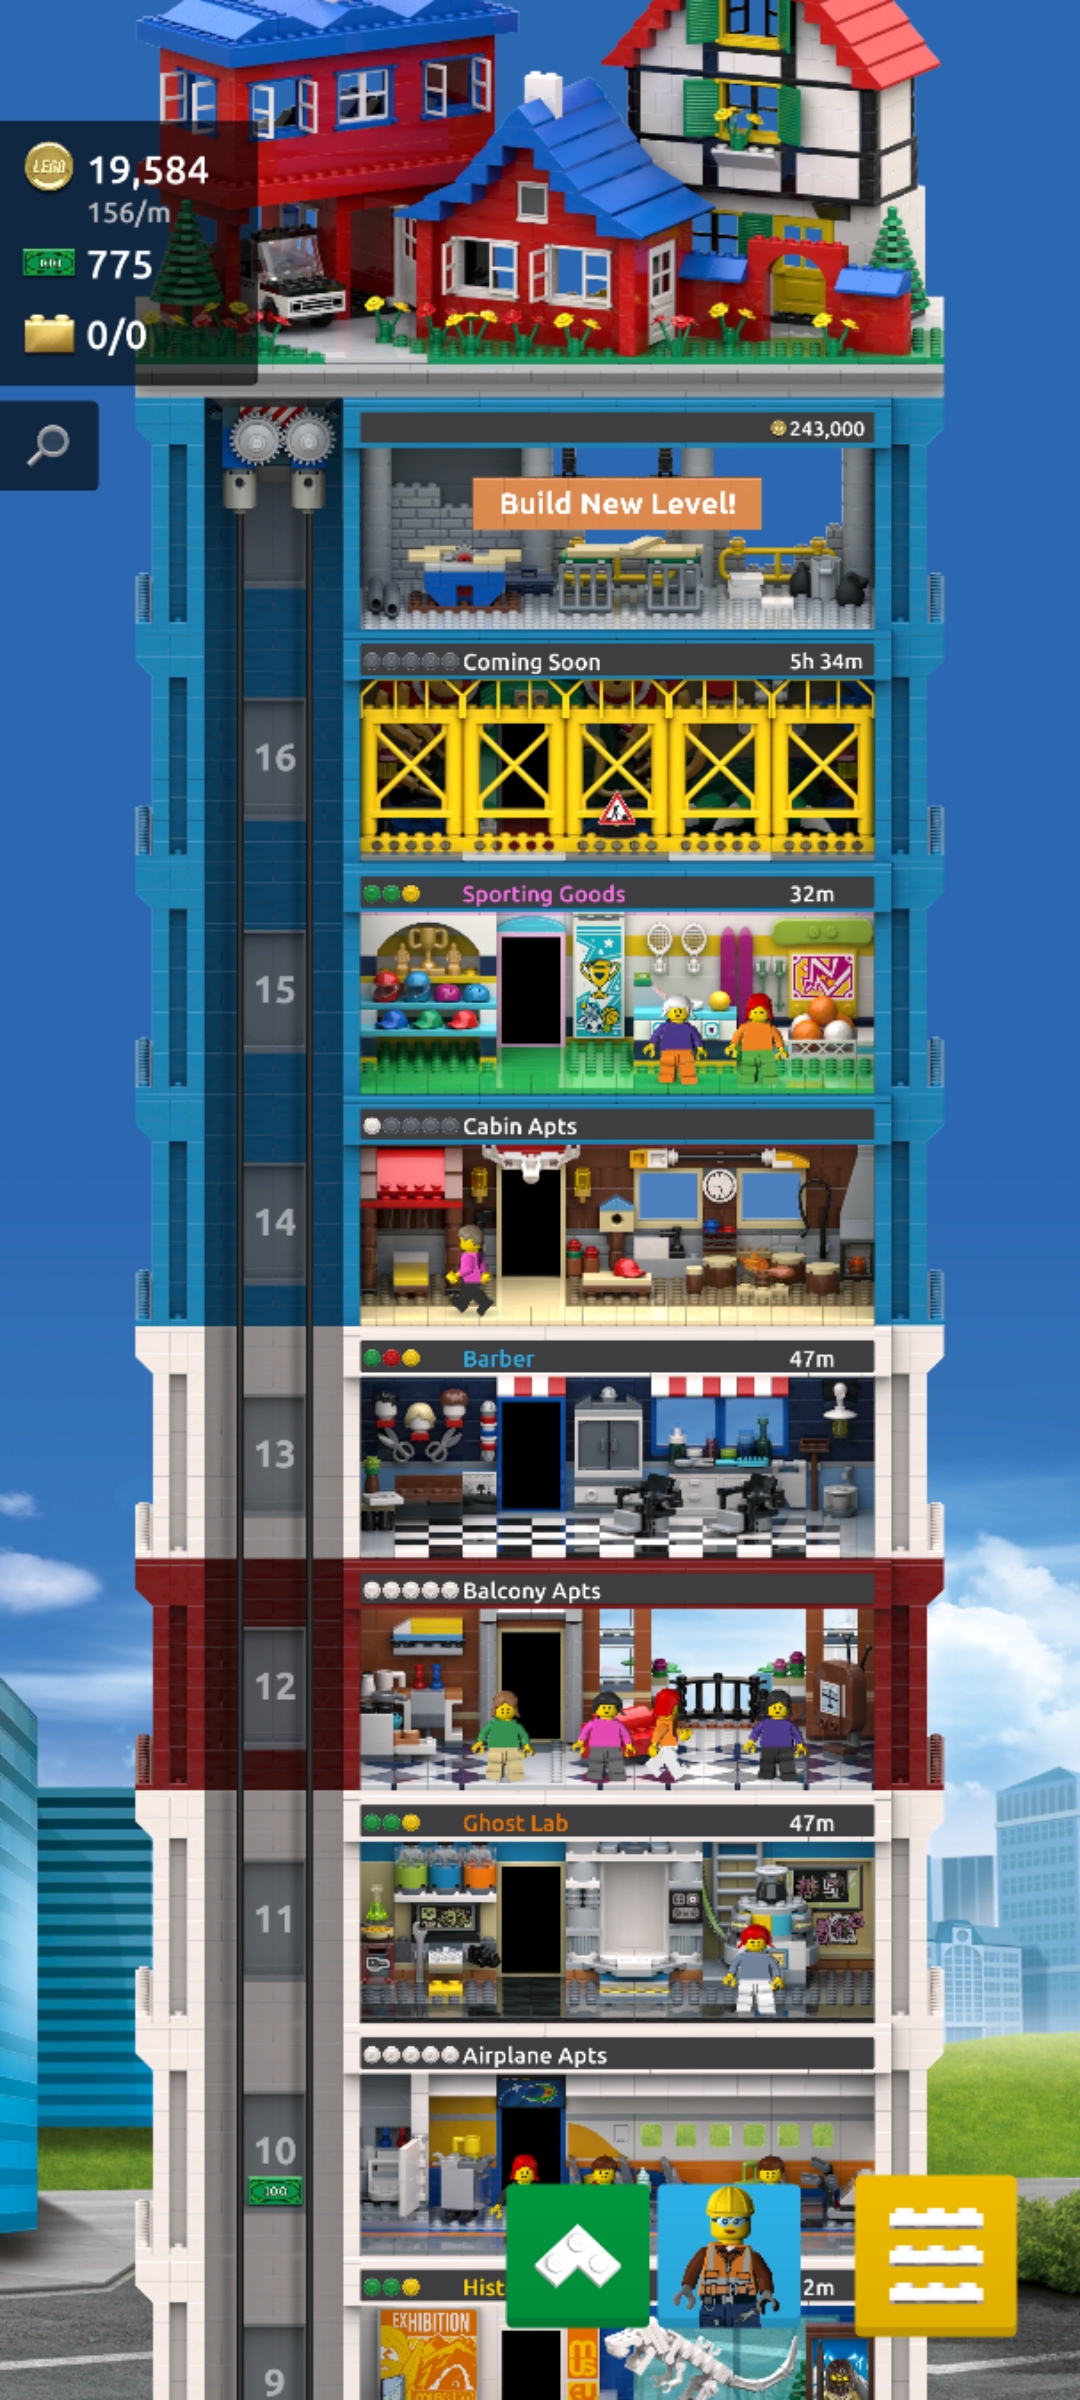 LEGO
19,584
156/m
775
0/0
243,000
Build New Level!
Coming Soon
5h 34m
16
Sporting Goods
32m
15
Cabin Apts
14
Barber
47m
13
Balcony Apts
12
Ghost Lab
47m
11
Airplane Apts
10
100
Hist
2m
EXHIBITION
9